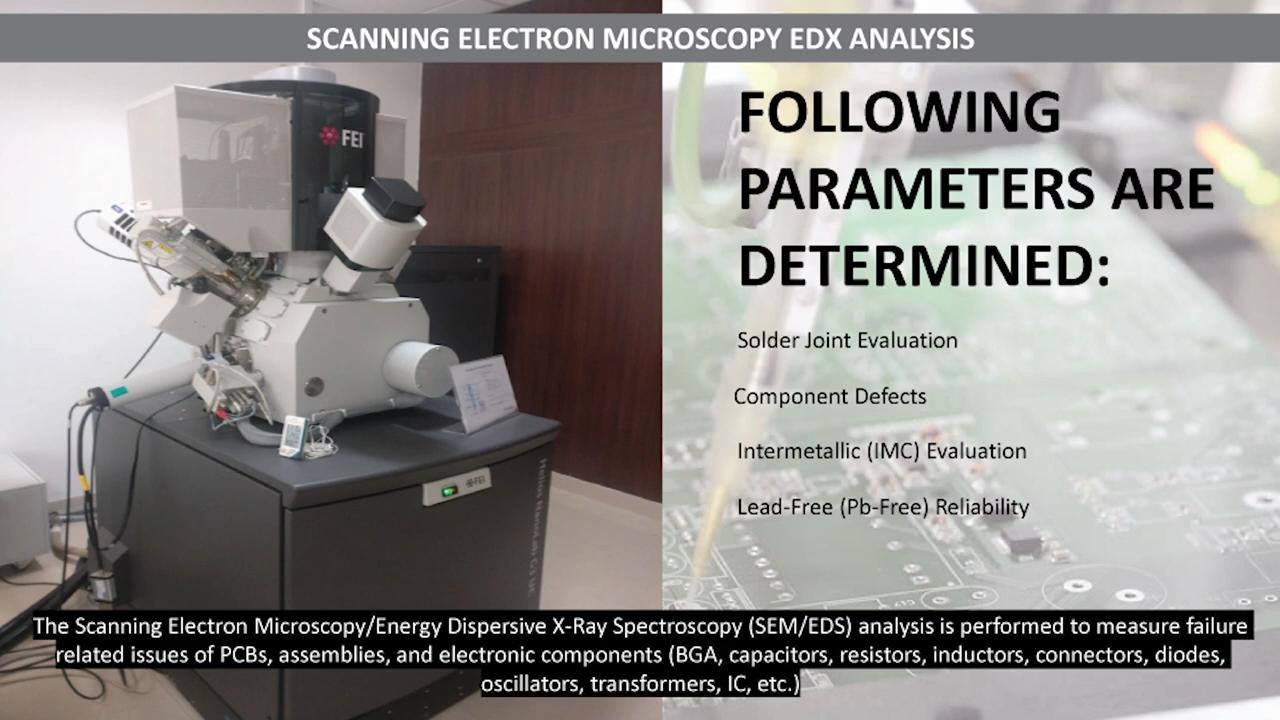 SCANNING ELECTRON MICROSCOPY EDX ANALYSIS
FEI
FEI
Helios NanoLab
FOLLOWING
PARAMETERS ARE
DETERMINED:
Solder Joint Evaluation
Component Defects
Intermetallic (IMC) Evaluation
Lead-Free (Pb-Free) Reliability
The Scanning Electron Microscopy/Energy Dispersive X-Ray Spectroscopy (SEM/EDS) analysis is performed to measure failure
related issues of PCBs, assemblies, and electronic components (BGA, capacitors, resistors, inductors, connectors, diodes,
oscillators, transformers, IC, etc.)